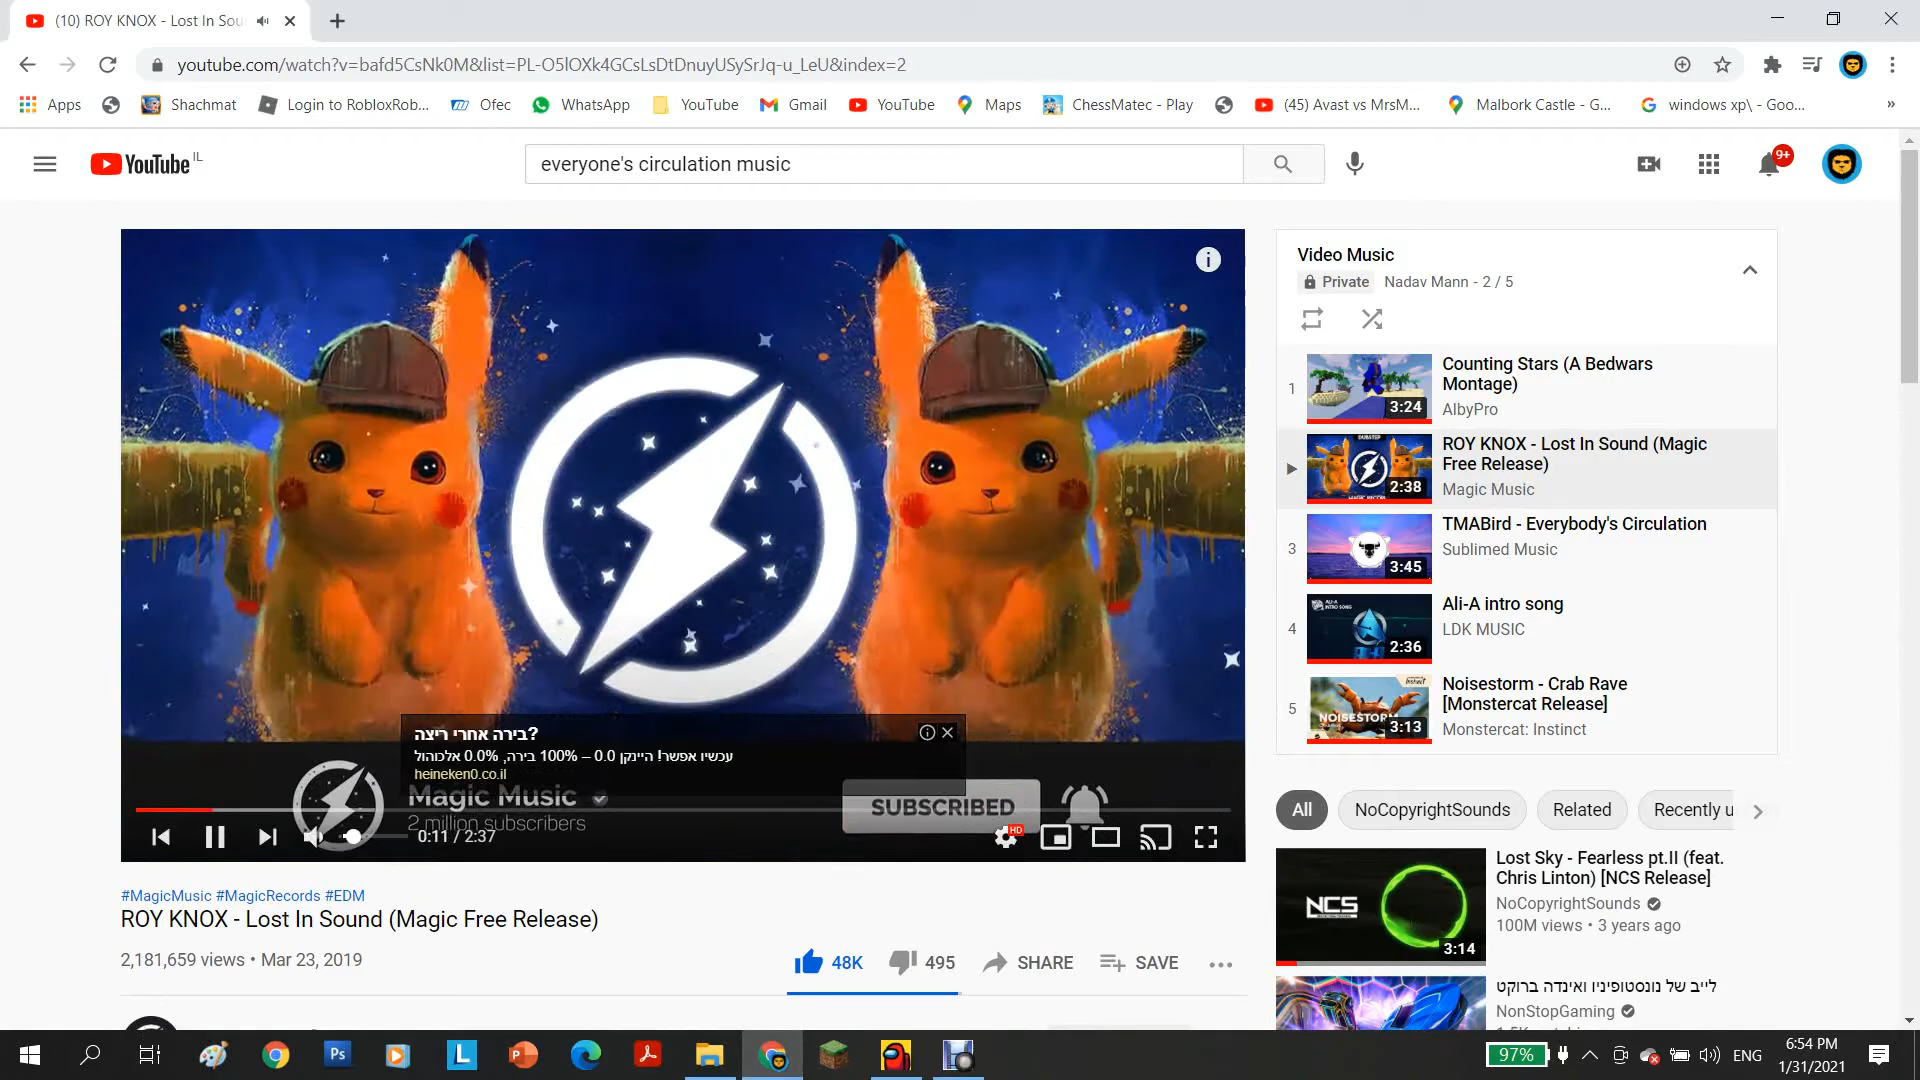 (10) ROY KNOX - Lost In Sou
youtube.com/watch?v=bafd5CsNk0M&list=PL-O5lOXk4GCsLsDtDnuyUSySrJq-u_LeU&index=2
Apps
Shachmat
Login to RobloxRob...
Ofec
WhatsApp
YouTube
Gmail
YouTube
Maps
ChessMatec - Play
(45) Avast vs MrsM...
Malbork Castle - G...
windows xp\ - Goo...
»
YouTube IL
everyone's circulation music
9+
בירה אחרי ריצה?
עכשיו אפשר! היינקן 0.0 – 100% בירה, 0.0% אלכוהול
heineken0.co.il
Magic Music
2 million subscribers
SUBSCRIBED
0:11 / 2:37
HD
#MagicMusic #MagicRecords #EDM
ROY KNOX - Lost In Sound (Magic Free Release)
2,181,659 views • Mar 23, 2019
48K
495
SHARE
SAVE
Video Music
Private
Nadav Mann - 2 / 5
1
3:24
Counting Stars (A Bedwars
Montage)
AlbyPro
DUBSTEP
2:38
ROY KNOX - Lost In Sound (Magic
Free Release)
Magic Music
3
3:45
TMABird - Everybody's Circulation
Sublimed Music
4
ALI-A
INTRO SONG
2:36
Ali-A intro song
LDK MUSIC
5
NOISESTORM
3:13
Noisestorm - Crab Rave
[Monstercat Release]
Monstercat: Instinct
All
NoCopyrightSounds
Related
Recently u
NCS
3:14
Lost Sky - Fearless pt.II (feat.
Chris Linton) [NCS Release]
NoCopyrightSounds
100M views • 3 years ago
לייב של נונסטופיניו ואינדה ברוקט
NonStopGaming
Ps
L
97%
ENG
6:54 PM
1/31/2021